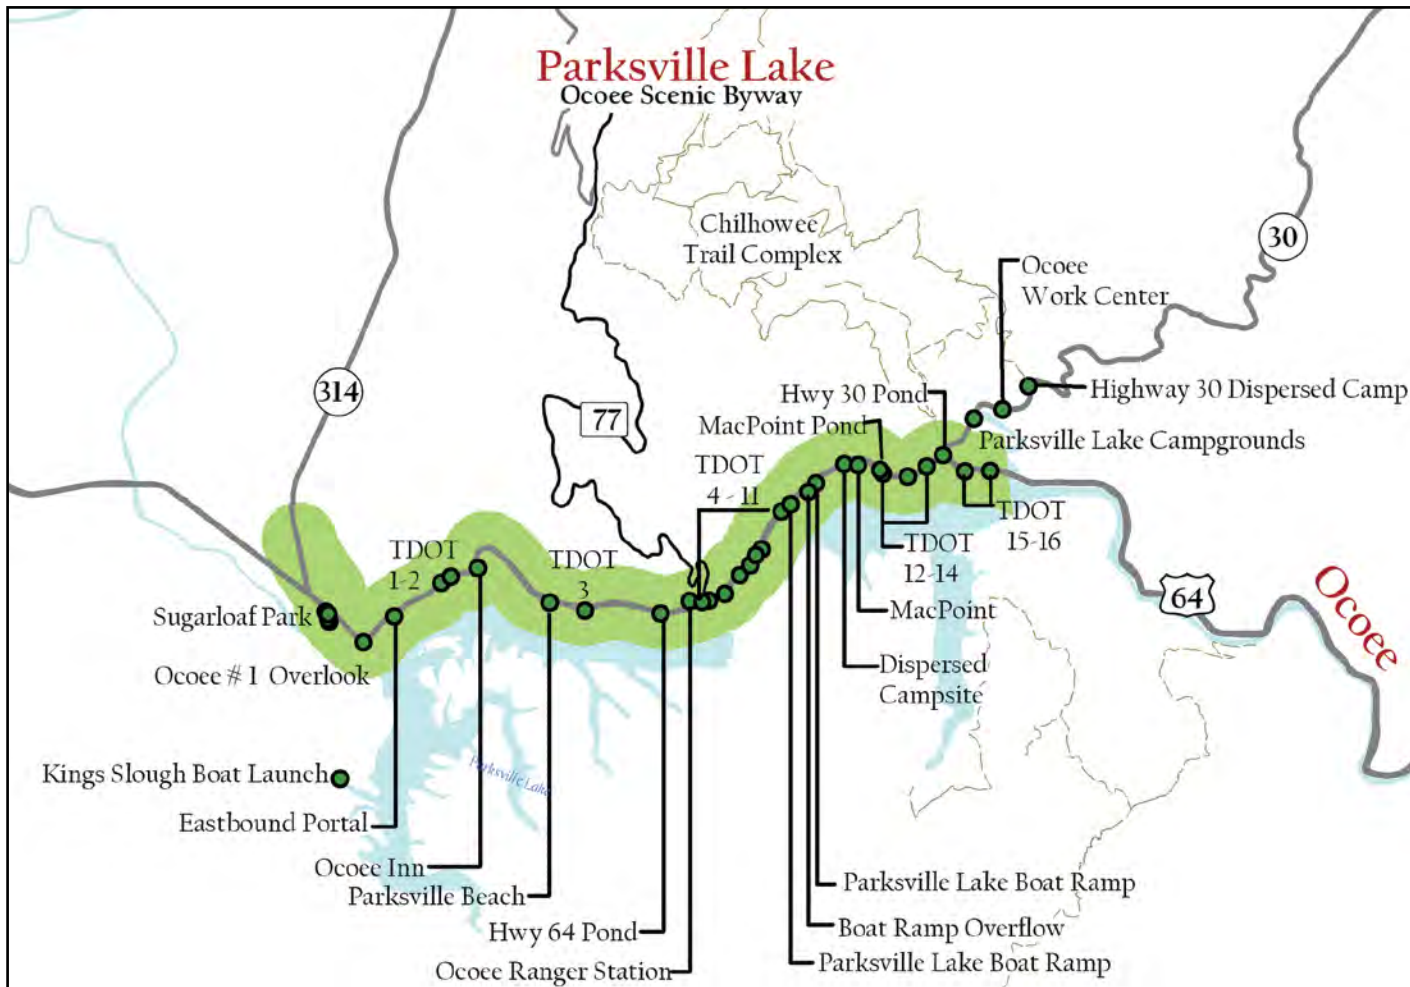 Parksville Lake
Ocoee Scenic Byway
Chilhowee
Trail Complex
30
Ocoee
Work Center
314
77
Hwy 30 Pond
Highway 30 Dispersed Camp
MacPoint Pond
Parksville Lake Campgrounds
TDOT
4 - 11
TDOT
15-16
TDOT
1-2
TDOT
3
TDOT
12-14
64
Ocoee
Sugarloaf Park
MacPoint
Ocoee # 1 Overlook
Dispersed
Campsite
Kings Slough Boat Launch
Parksville Lake
Eastbound Portal
Ocoee Inn
Parksville Beach
Parksville Lake Boat Ramp
Hwy 64 Pond
Boat Ramp Overflow
Ocoee Ranger Station
Parksville Lake Boat Ramp